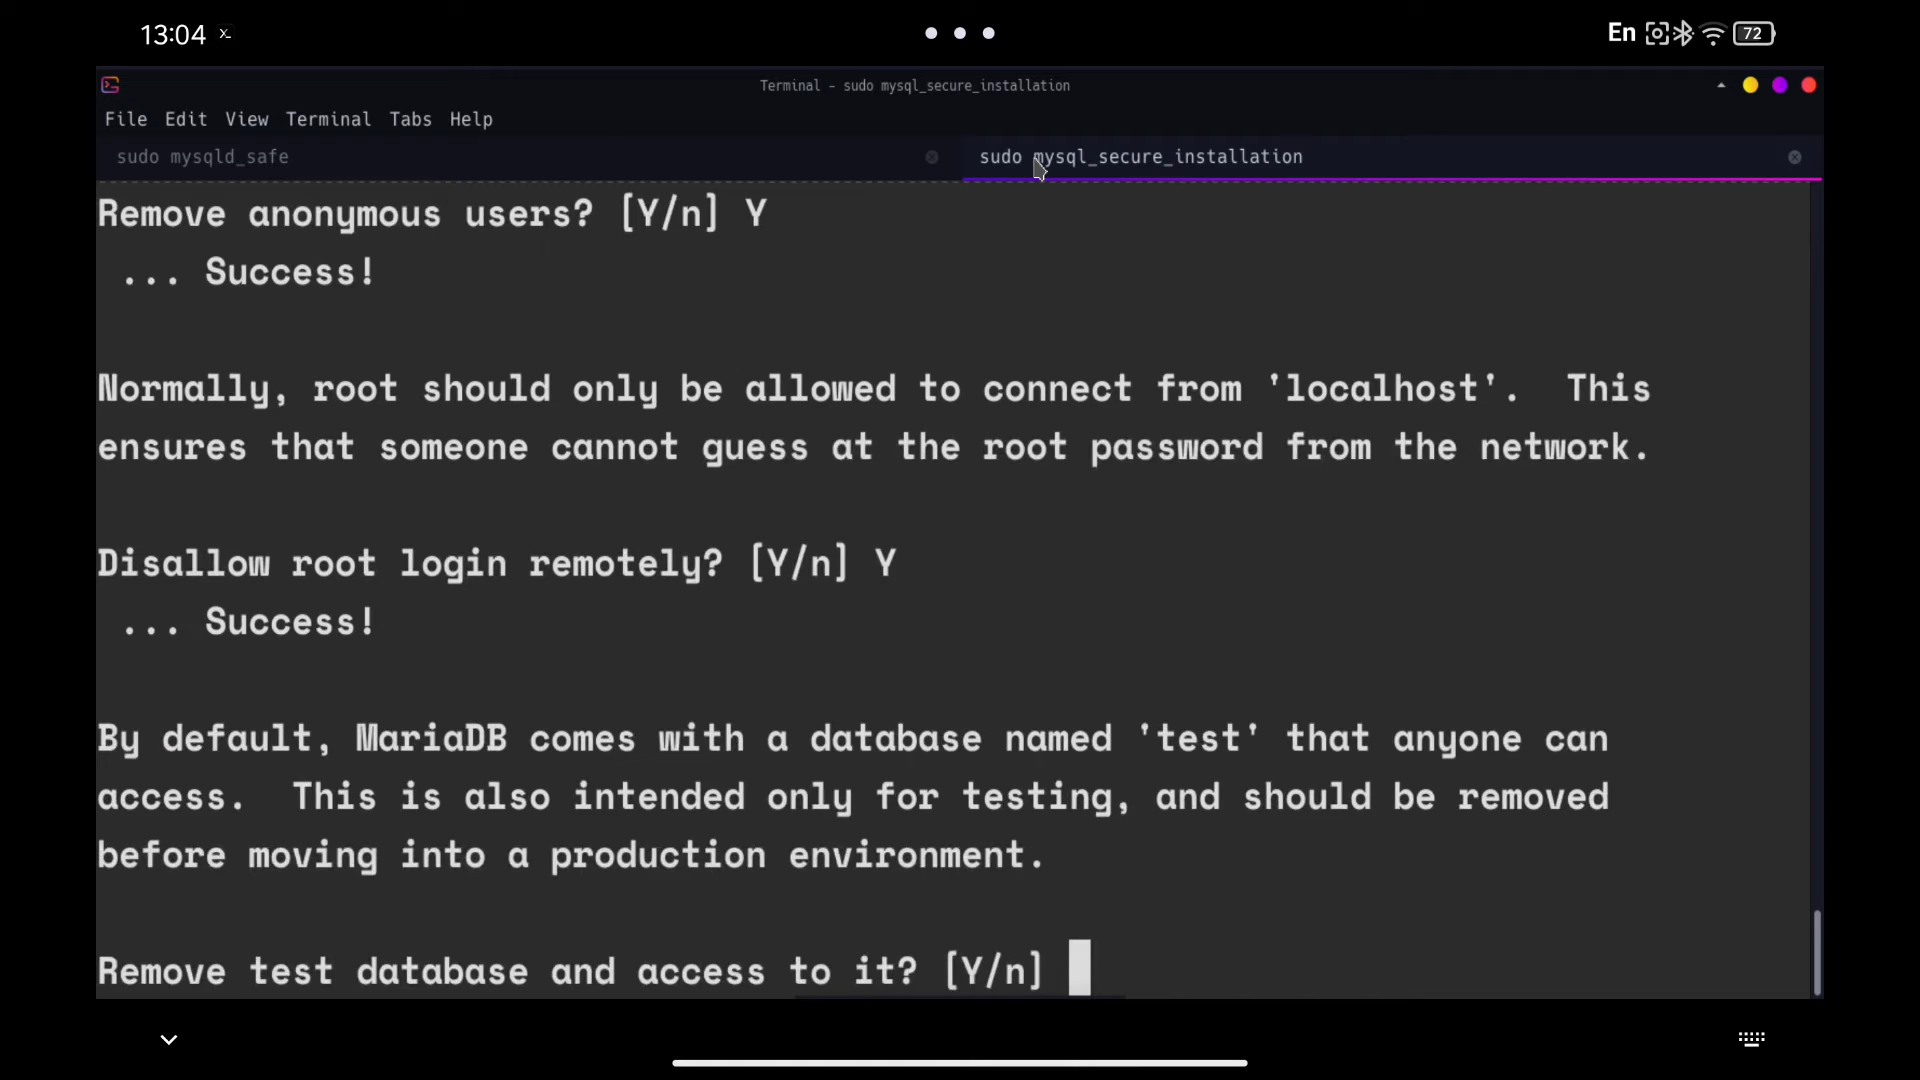 13:04
En
72
Terminal - sudo mysql_secure_installation
File Edit View Terminal Tabs Help
sudo mysqld_safe
sudo mysql_secure_installation
Remove anonymous users? [Y/n] Y
... Success!
Normally, root should only be allowed to connect from 'localhost'.  This
ensures that someone cannot guess at the root password from the network.
Disallow root login remotely? [Y/n] Y
... Success!
By default, MariaDB comes with a database named 'test' that anyone can
access.  This is also intended only for testing, and should be removed
before moving into a production environment.
Remove test database and access to it? [Y/n]